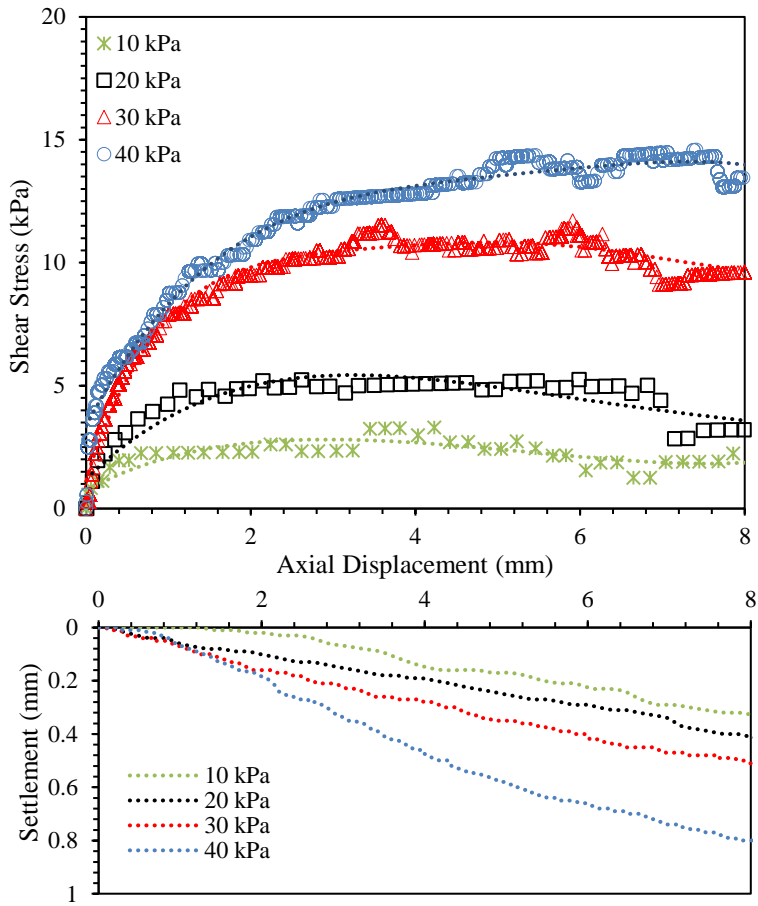 20
15
10
5
0
Shear Stress (kPa)
10 kPa
20 kPa
30 kPa
40 kPa
0 2 4 6 8
Axial Displacement (mm)
0 2 4 6 8
0
0.2
0.4
0.6
0.8
1
Settlement (mm)
10 kPa
20 kPa
30 kPa
40 kPa